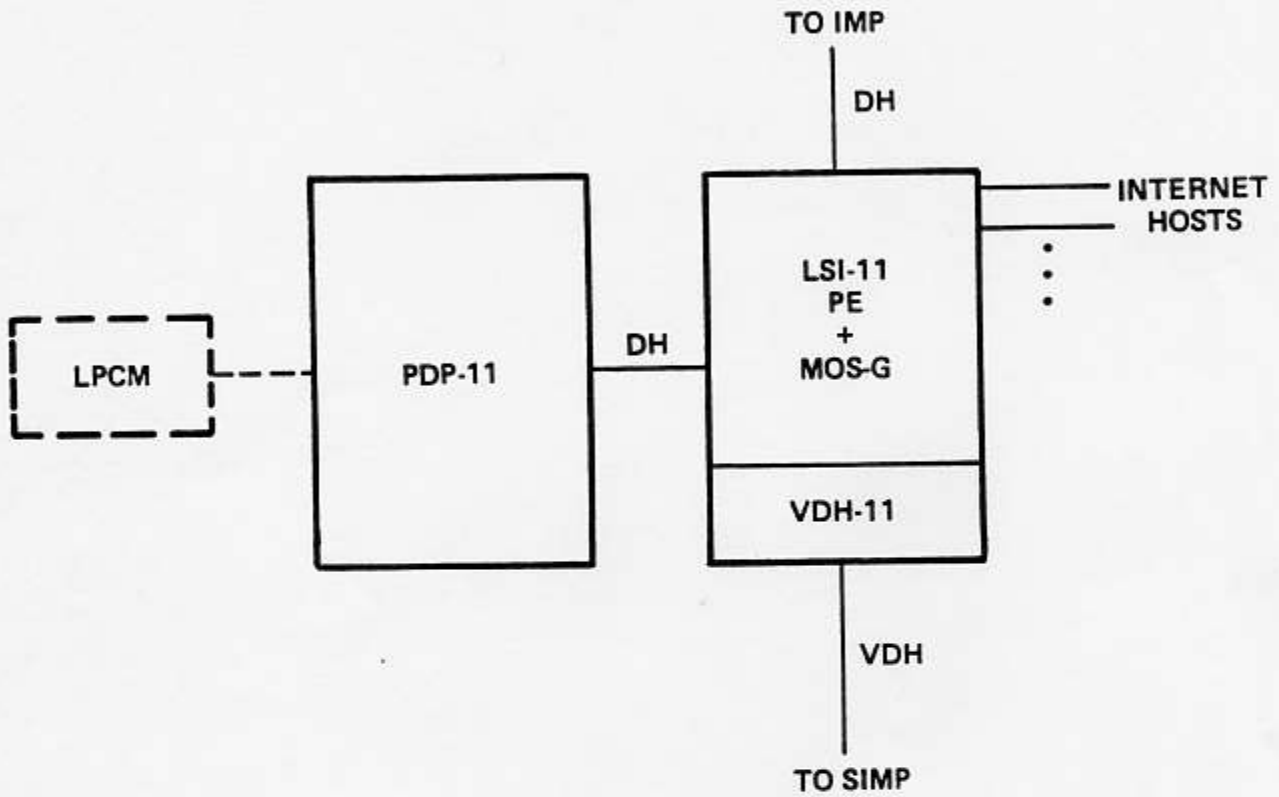 TO IMP
DH
INTERNET
HOSTS
LSI-11
PE
+
MOS-G
DH
LPCM
PDP-11
VDH-11
VDH
TO SIMP